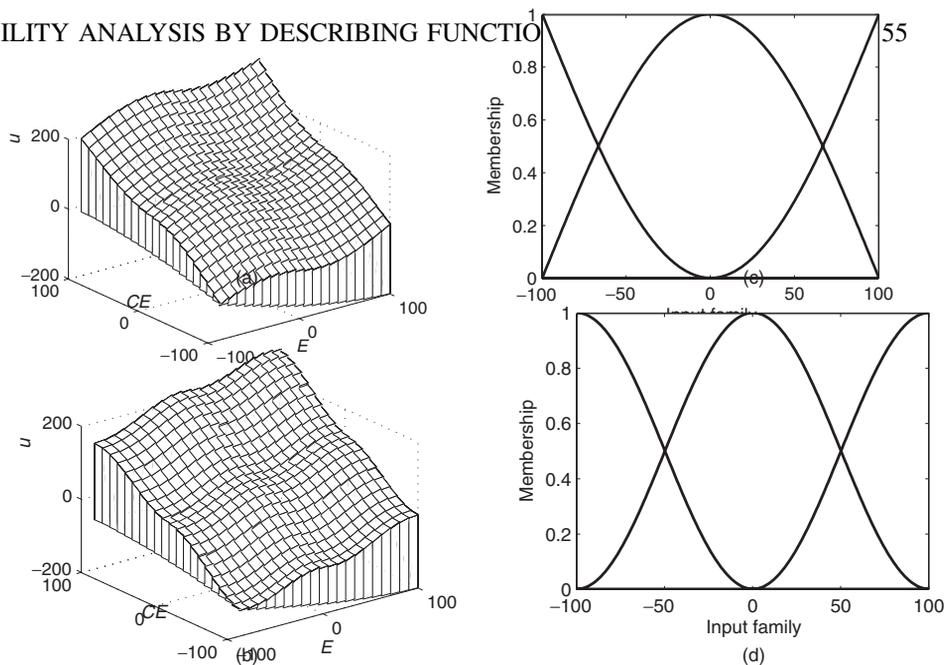 ILITY ANALYSIS BY DESCRIBING FUNCTIO 55
u
200
0
−200
100
CE
0
−100
−100
0
E
100
(a)
Membership
1
0.8
0.6
0.4
0.2
0
−100 −50 0 50 100
Input family
(c)
u
200
0
−200
100
CE
0
−100
−100
0
E
100
(b)
Membership
1
0.8
0.6
0.4
0.2
0
−100 −50 0 50 100
Input family
(d)